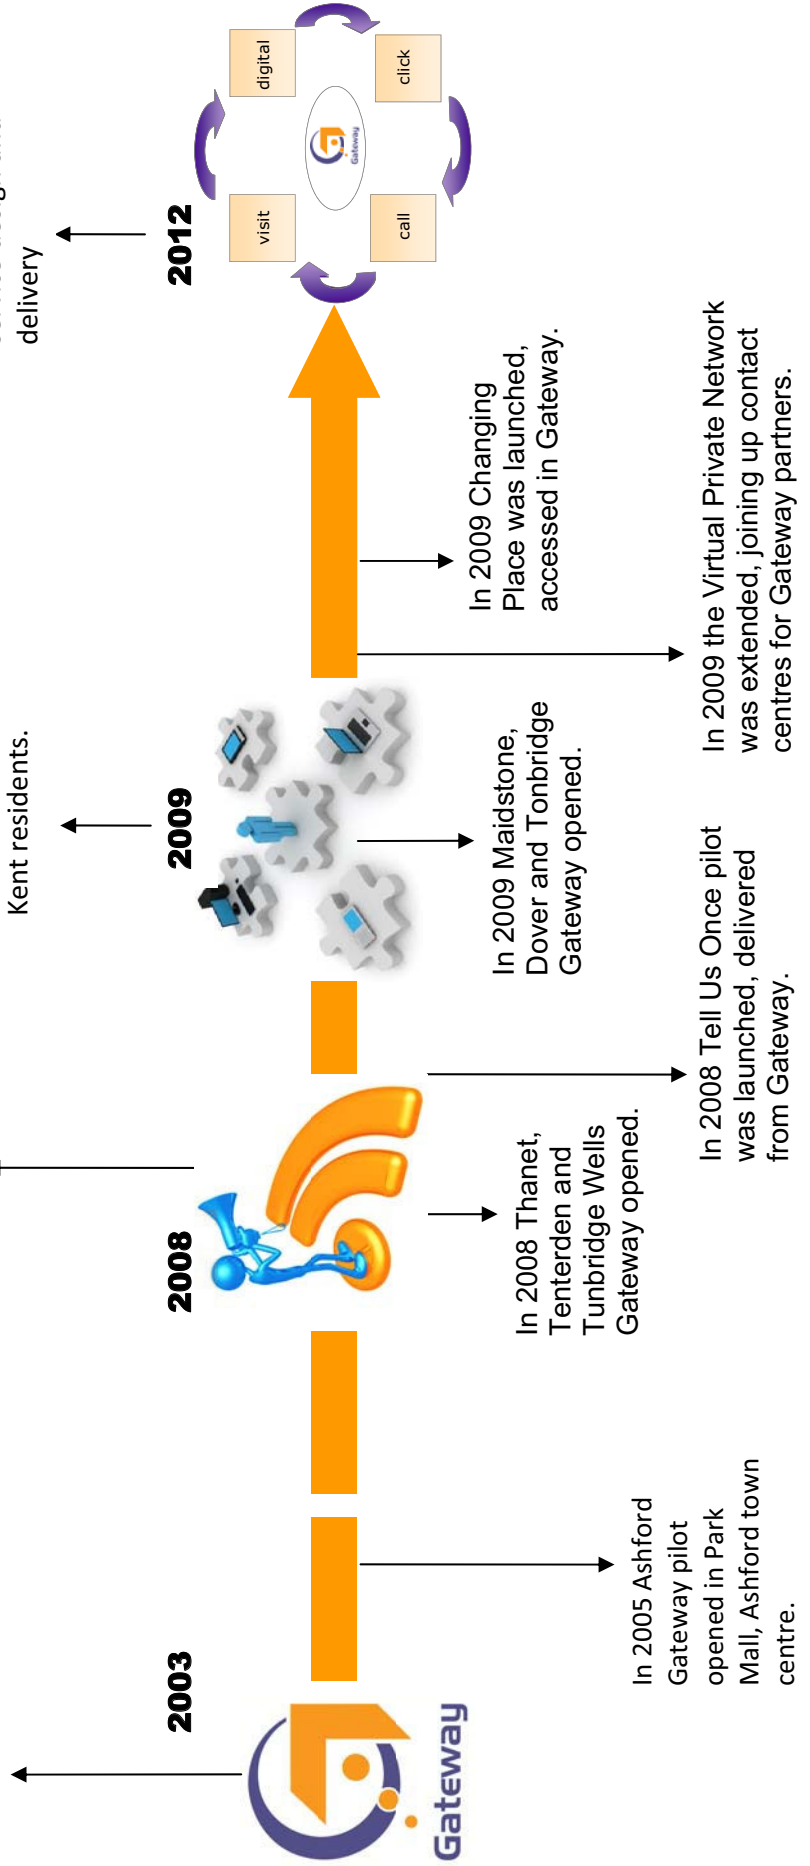 delivery
Kent residents.
2003
2008
2009
2012
Gateway
visit
digital
click
call
Gateway
In 2005 Ashford
Gateway pilot
opened in Park
Mall, Ashford town
centre.
In 2008 Thanet,
Tenterden and
Tunbridge Wells
Gateway opened.
In 2008 Tell Us Once pilot
was launched, delivered
from Gateway.
In 2009 Maidstone,
Dover and Tonbridge
Gateway opened.
In 2009 the Virtual Private Network
was extended, joining up contact
centres for Gateway partners.
In 2009 Changing
Place was launched,
accessed in Gateway.